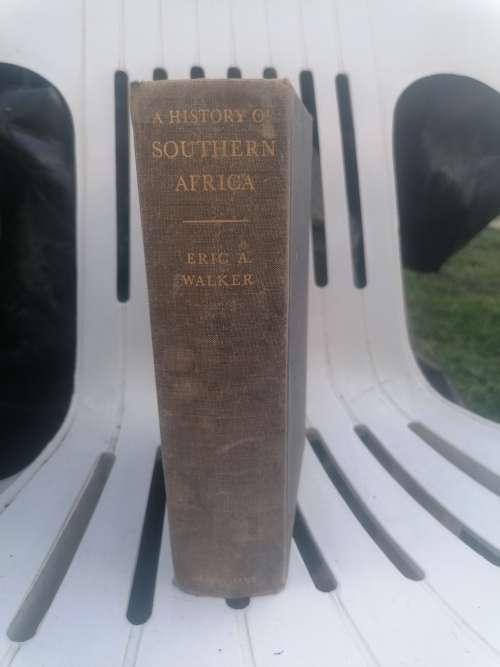 A HISTORY OF
SOUTHERN
AFRICA
ERIC A.
WALKER